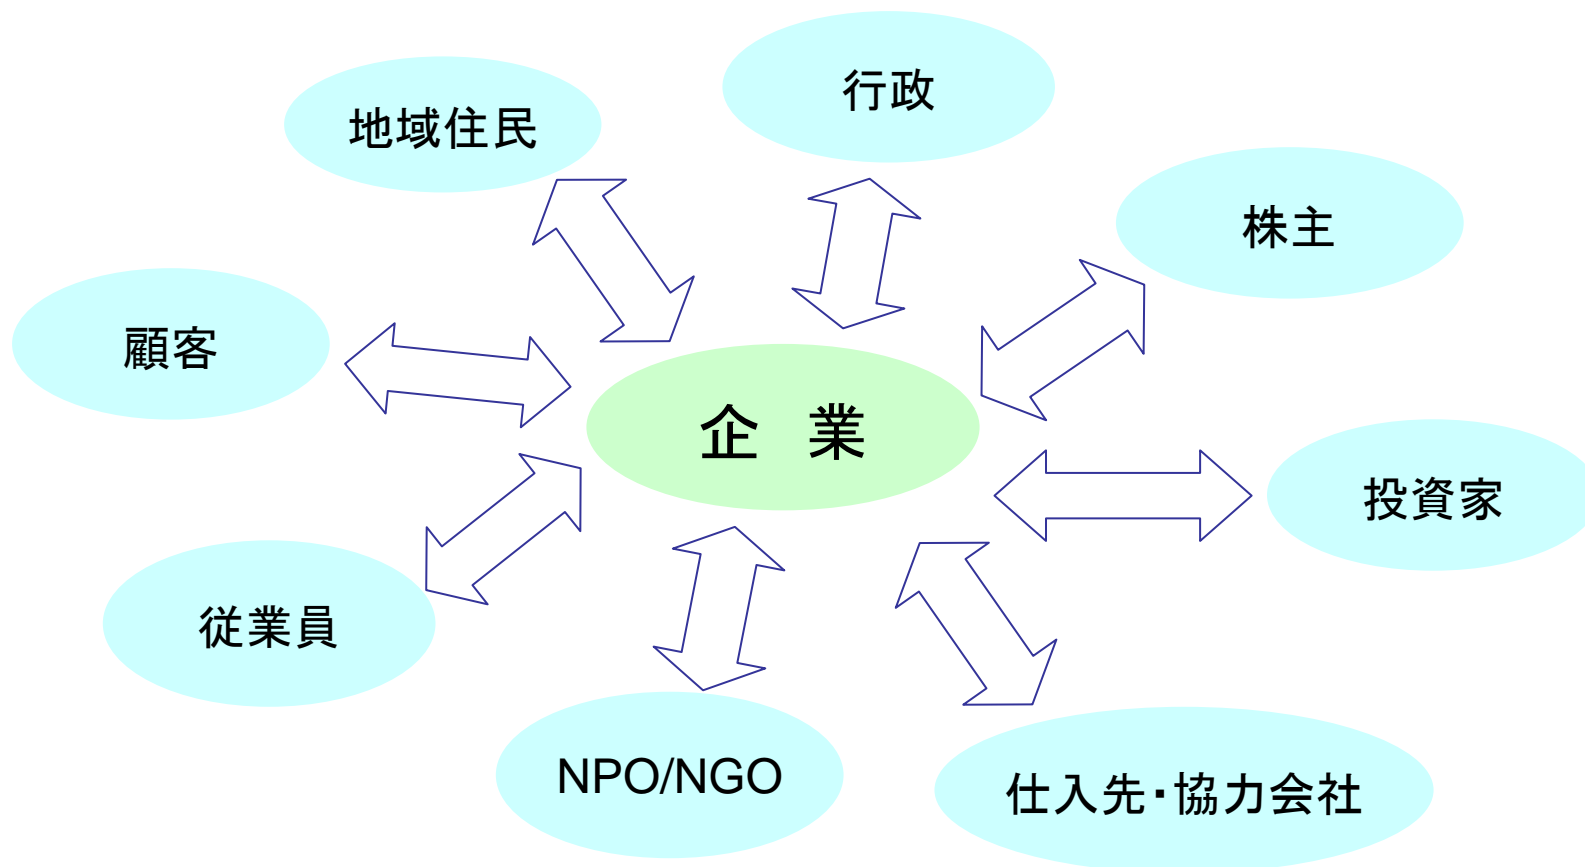 行政
地域住民
株主
顧客
企　業
投資家
従業員
NPO/NGO
仕入先・協力会社